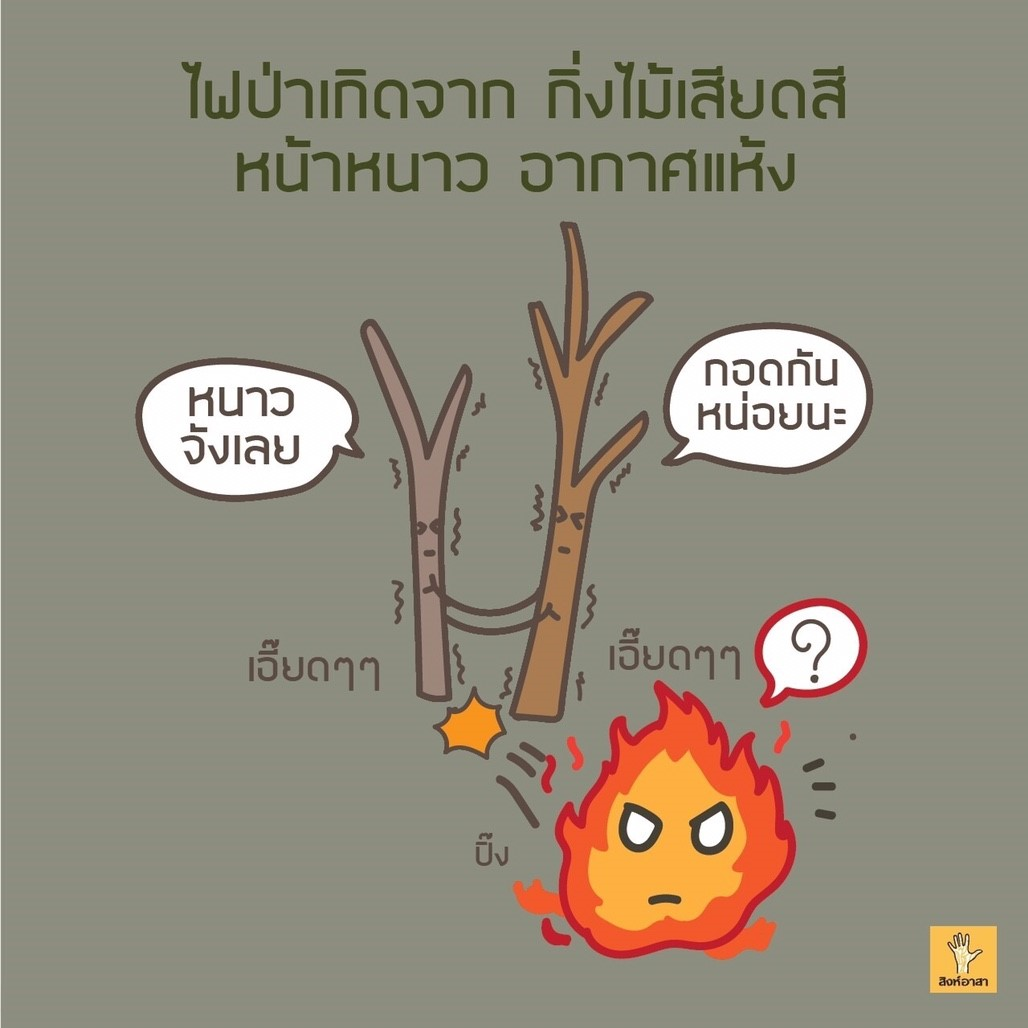 ไฟป่าเกิดจาก กิ่งไม้เสียดสี
หน้าหนาว อากาศแห้ง
หนาว
จังเลย
กอดกัน
หน่อยนะ
เอี๊ยดๆๆ
เอี๊ยดๆๆ
?
ปิ๊ง
สิงห์อาสา